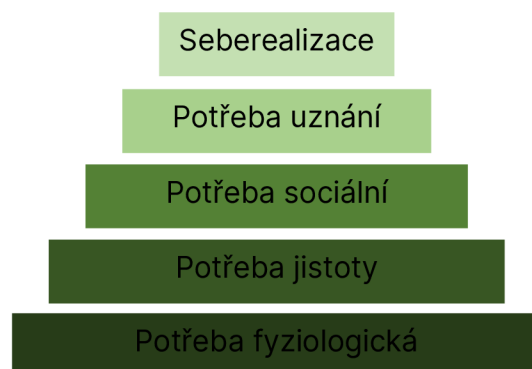 Seberealizace
Potřeba uznání
Potřeba sociální
Potřeba jistoty
Potřeba fyziologická